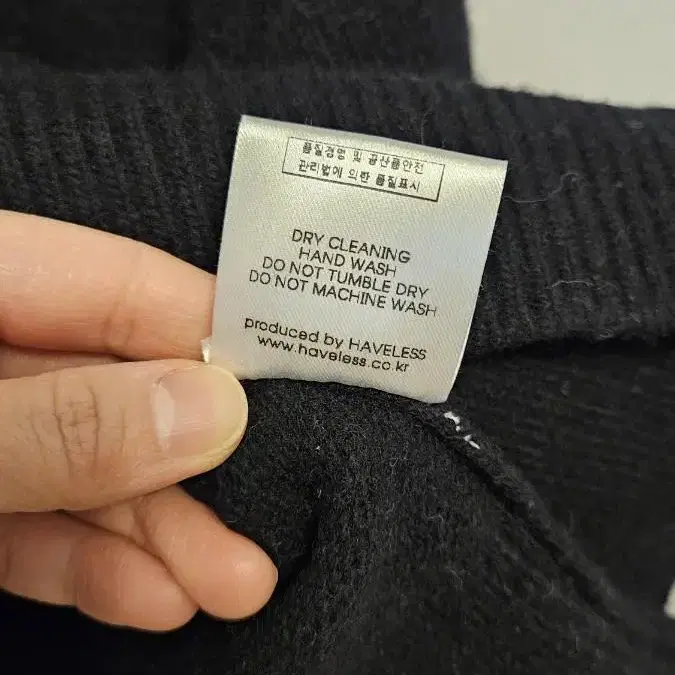 품질경영 및 공산품안전
관리법에 의한 품질표시
DRY CLEANING
HAND WASH
DO NOT TUMBLE DRY
DO NOT MACHINE WASH
produced by HAVELESS
www.haveless.co.kr